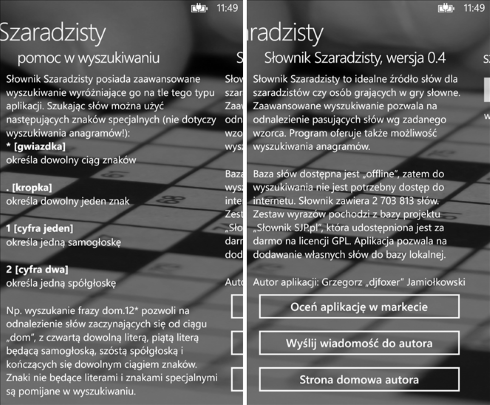 11:49
Szaradzisty
pomoc w wyszukiwaniu
Słownik Szaradzisty posiada zaawansowane
wyszukiwanie wyróżniające go na tle tego typu
aplikacji. Szukając słów można użyć
następujących znaków specjalnych (nie dotyczy
wyszukiwania anagramów!):
* [gwiazdka]
określa dowolny ciąg znaków
. [kropka]
określa dowolny jeden znak
1 [cyfra jeden]
określa jedną samogłoskę
2 [cyfra dwa]
określa jedną spółgłoskę
Np. wyszukanie frazy dom.12* pozwoli na
odnalezienie słów zaczynających się od ciągu
„dom”, z czwartą dowolną literą, piątą literą
będącą samogłoską, szóstą spółgłoską i
kończących się dowolnym ciągiem znaków.
Znaki nie będące literami i znakami specjalnymi
są pomijane w wyszukiwaniu.
11:49
aradzisty
Słownik Szaradzisty, wersja 0.4
Słownik Szaradzisty to idealne źródło słów dla
szaradzistów czy osób grających w gry słowne.
Zaawansowane wyszukiwanie pozwala na
odnalezienie pasujących słów wg zadanego
wzorca. Program oferuje także możliwość
wyszukiwania anagramów.
Baza słów dostępna jest „offline”, zatem do
wyszukiwania nie jest potrzebny dostęp do
internetu. Słownik zawiera 2 703 813 słów.
Zestaw wyrazów pochodzi z bazy projektu
„Słownik SJP.pl”, która udostępniona jest za
darmo na licencji GPL. Aplikacja pozwala na
dodawanie własnych słów do bazy lokalnej.
Autor aplikacji: Grzegorz „djfoxer” Jamiołkowski
Oceń aplikację w markecie
Wyślij wiadomość do autora
Strona domowa autora